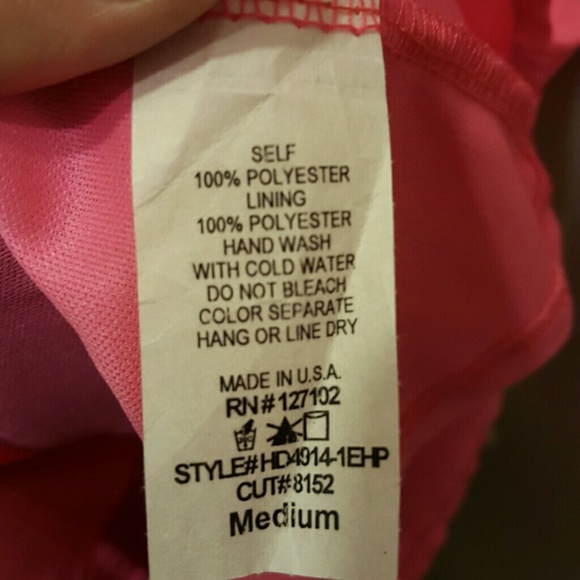 SELF
100% POLYESTER
LINING
100% POLYESTER
HAND WASH
WITH COLD WATER
DO NOT BLEACH
COLOR SEPARATE
HANG OR LINE DRY
MADE IN U.S.A.
RN#127102
STYLE#HD4914-1EHP
CUT#8152
Medium